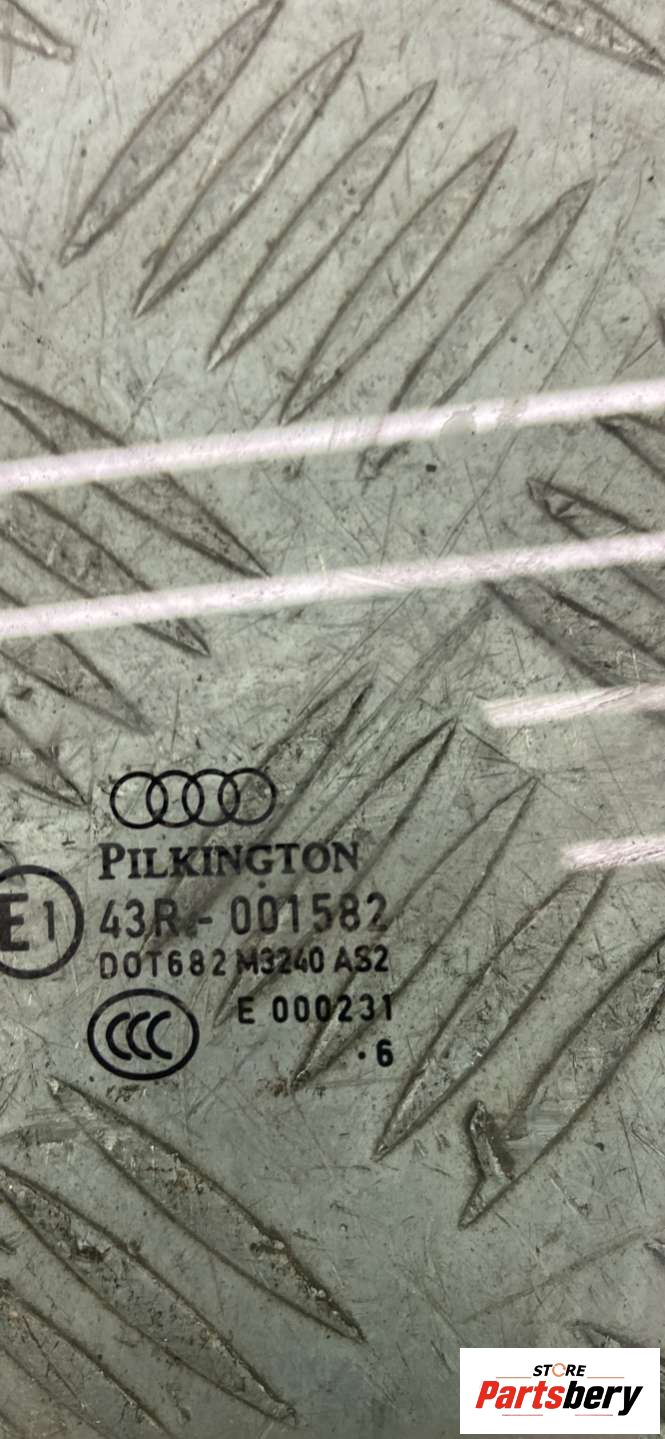 PILKINGTON
E1 43R - 001582
DOT682 M3240 AS2
CCC E 000231
· 6
STORE
Partsbery